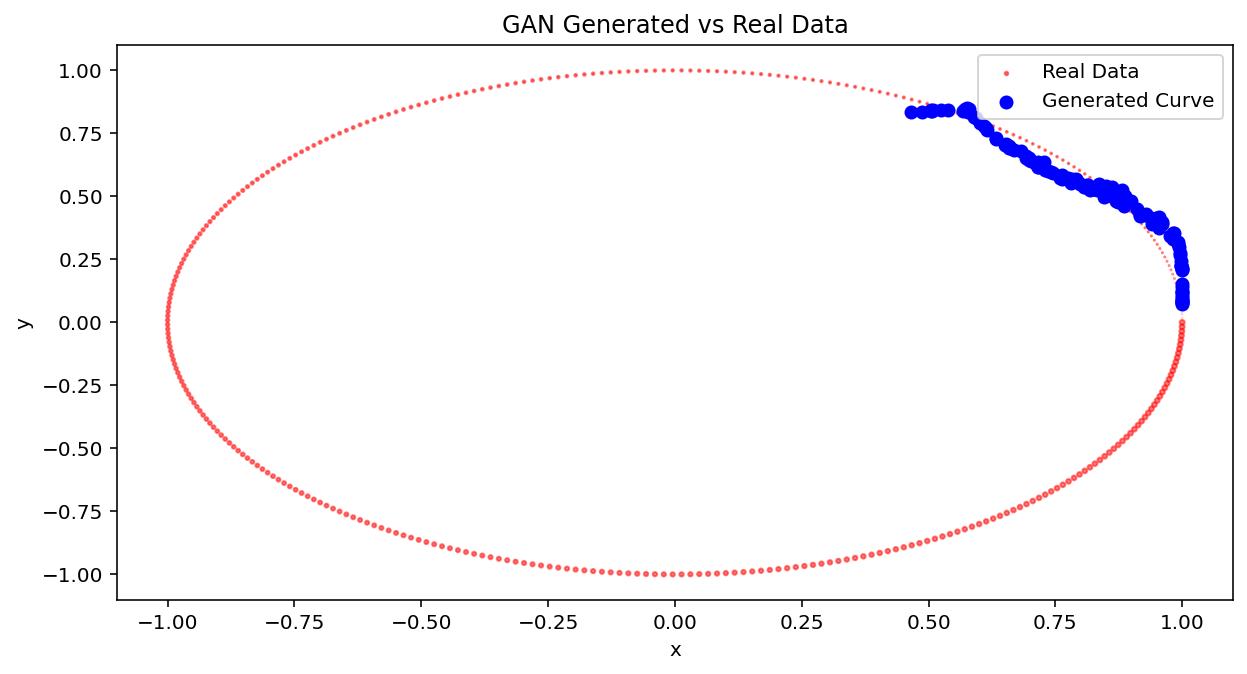 GAN Generated vs Real Data
Real Data
Generated Curve
1.00
0.75
0.50
0.25
0.00
−0.25
−0.50
−0.75
−1.00
y
−1.00 −0.75 −0.50 −0.25 0.00 0.25 0.50 0.75 1.00
x